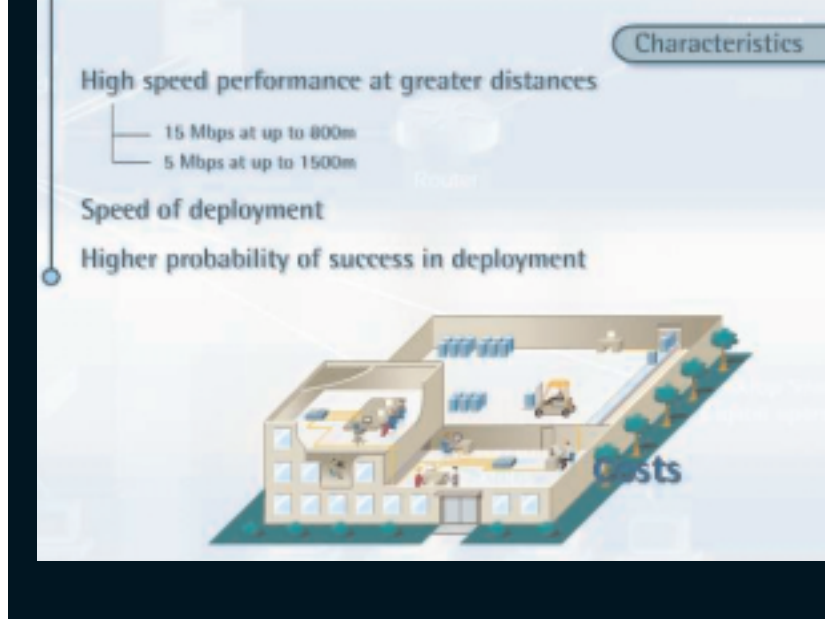 Characteristics
High speed performance at greater distances
15 Mbps at up to 800m
5 Mbps at up to 1500m
Router
Speed of deployment
Higher probability of success in deployment
Costs